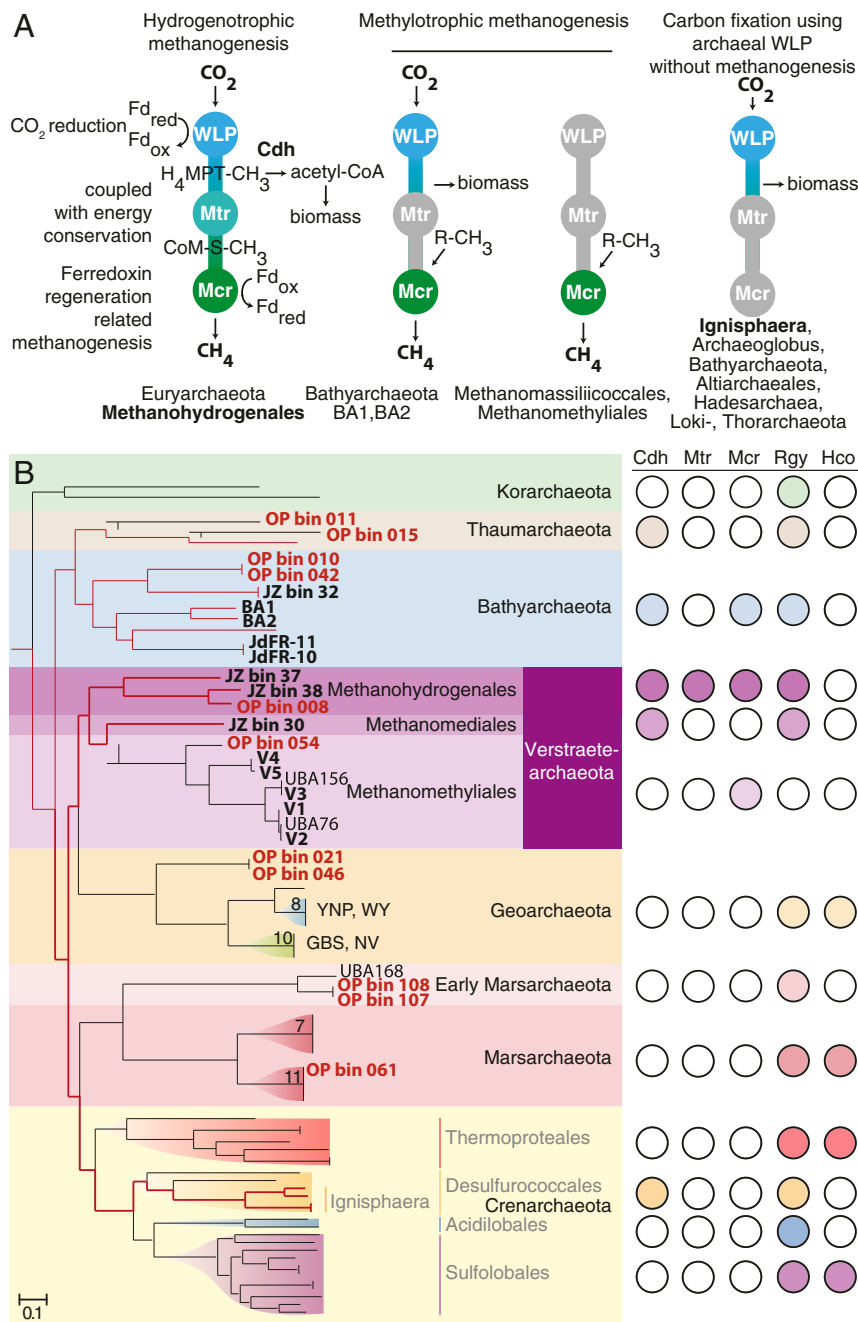 A
Hydrogenotrophic
methanogenesis
Methylotrophic methanogenesis
Carbon fixation using
archaeal WLP
without methanogenesis
CO2
CO2
CO2
CO2 reduction
Fdred
Fdox
WLP
WLP
WLP
WLP
Cdh
H4MPT-CH3
acetyl-CoA
biomass
biomass
biomass
coupled
with energy
conservation
Mtr
Mtr
Mtr
Mtr
CoM-S-CH3
R-CH3
R-CH3
Ferredoxin
regeneration
related
methanogenesis
Mcr
Mcr
Mcr
Mcr
Fdox
Fdred
CH4
CH4
CH4
Euryarchaeota
Methanohydrogenales
Bathyarchaeota
BA1,BA2
Methanomassiliicoccales,
Methanomethyliales
Ignisphaera,
Archaeoglobus,
Bathyarchaeota,
Altiarchaeales,
Hadesarchaea,
Loki-, Thorarchaeota
B
Cdh Mtr Mcr Rgy Hco
Korarchaeota
OP bin 011
OP bin 015
Thaumarchaeota
OP bin 010
OP bin 042
JZ bin 32
BA1
BA2
Bathyarchaeota
JdFR-11
JdFR-10
JZ bin 37
JZ bin 38
OP bin 008
Methanohydrogenales
JZ bin 30
Methanomediales
Verstraete-
archaeota
OP bin 054
V4
V5
UBA156
V3
V1
UBA76
V2
Methanomethyliales
OP bin 021
OP bin 046
8
YNP, WY
Geoarchaeota
10
GBS, NV
UBA168
OP bin 108
OP bin 107
Early Marsarchaeota
7
Marsarchaeota
11
OP bin 061
Thermoproteales
Ignisphaera
Desulfurococcales
Crenarchaeota
Acidilobales
Sulfolobales
0.1